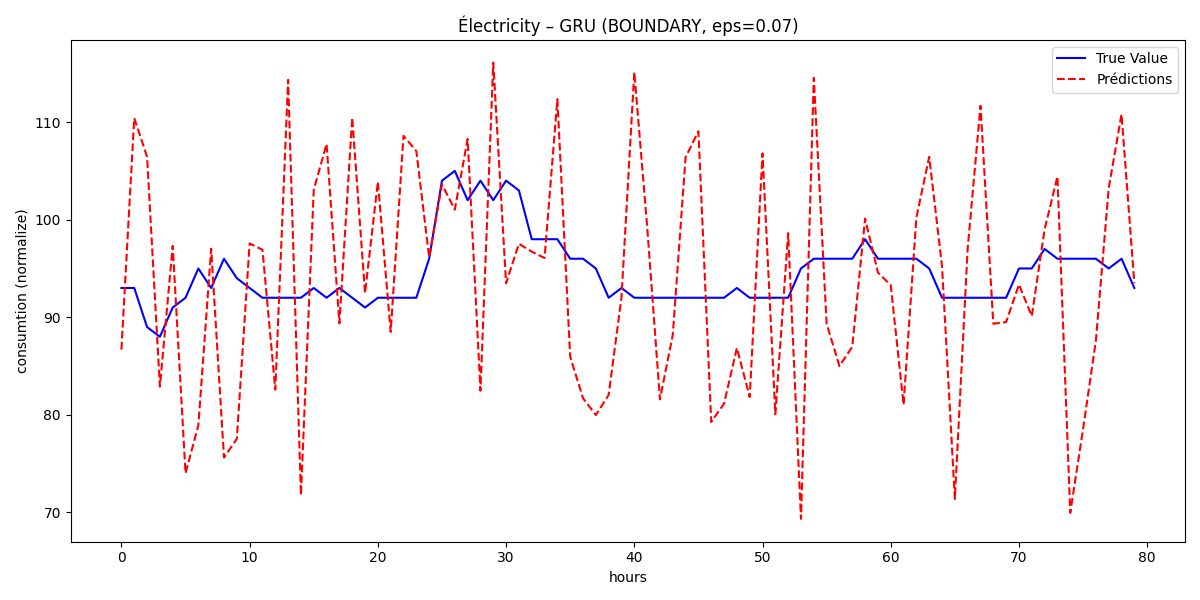 Électricity – GRU (BOUNDARY, eps=0.07)
True Value
Prédictions
consumtion (normalize)
110
100
90
80
70
0 10 20 30 40 50 60 70 80
hours